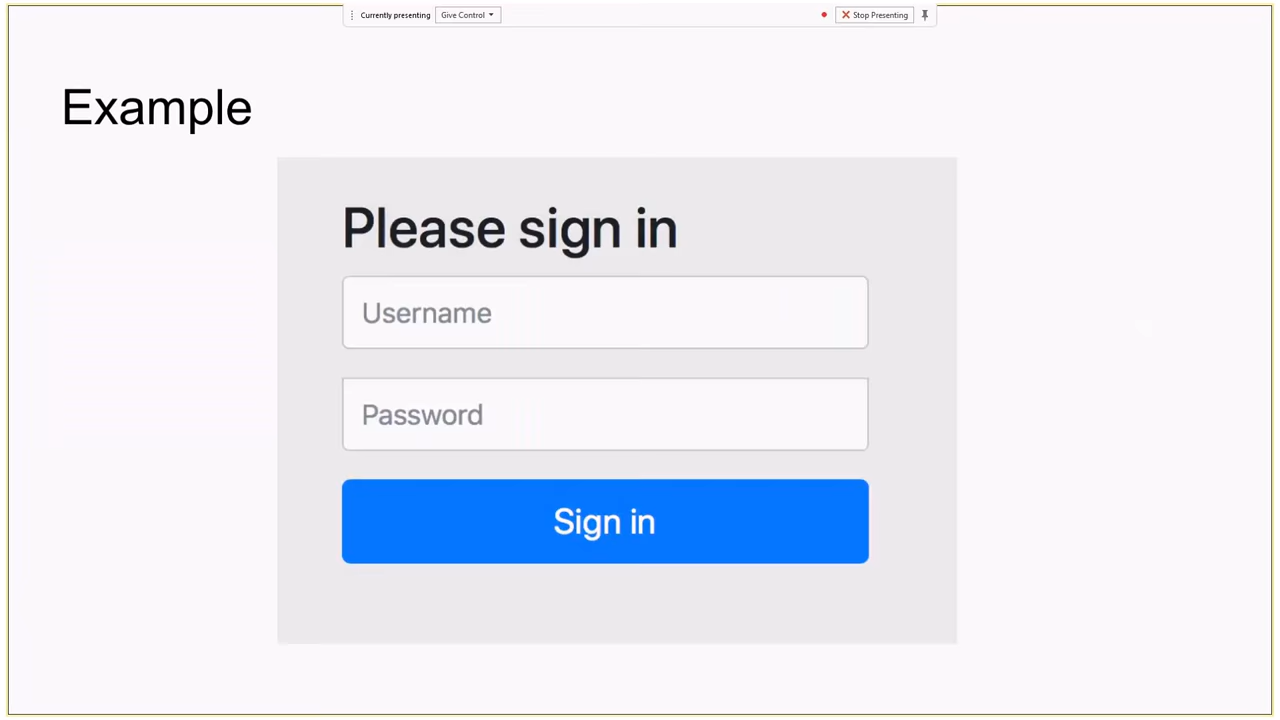 Currently presenting Give Control Stop Presenting
Example
Please sign in
Username
Password
Sign in